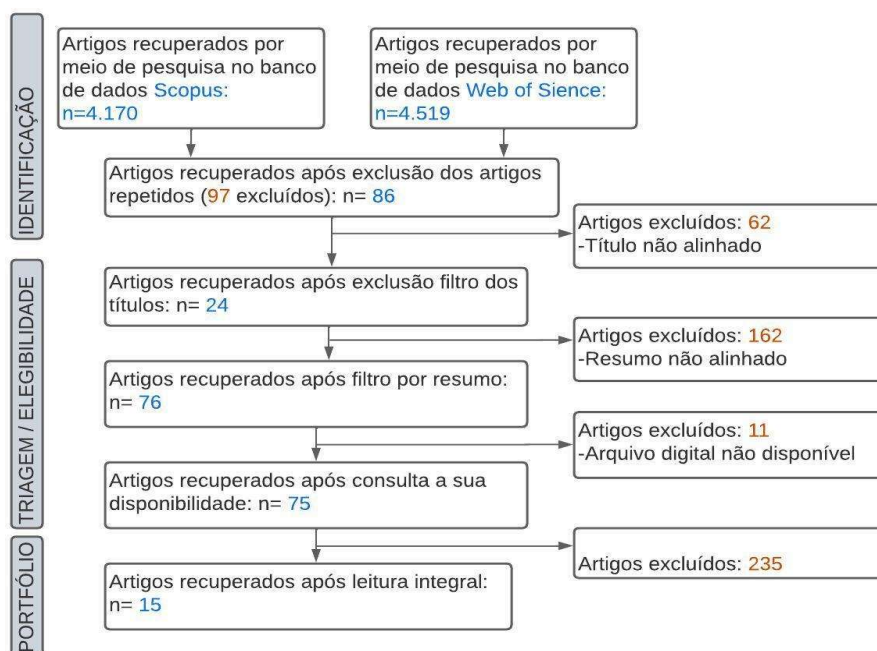 IDENTIFICAÇÃO
Artigos recuperados por
meio de pesquisa no banco
de dados Scopus:
n=4.170
Artigos recuperados por
meio de pesquisa no banco
de dados Web of Sience:
n=4.519
Artigos recuperados após exclusão dos artigos
repetidos (97 excluídos): n= 86
Artigos excluídos: 62
-Título não alinhado
TRIAGEM / ELEGIBILIDADE
Artigos recuperados após exclusão filtro dos
títulos: n= 24
Artigos excluídos: 162
-Resumo não alinhado
Artigos recuperados após filtro por resumo:
n= 76
Artigos excluídos: 11
-Arquivo digital não disponível
Artigos recuperados após consulta a sua
disponibilidade: n= 75
PORTFÓLIO
Artigos excluídos: 235
Artigos recuperados após leitura integral:
n= 15